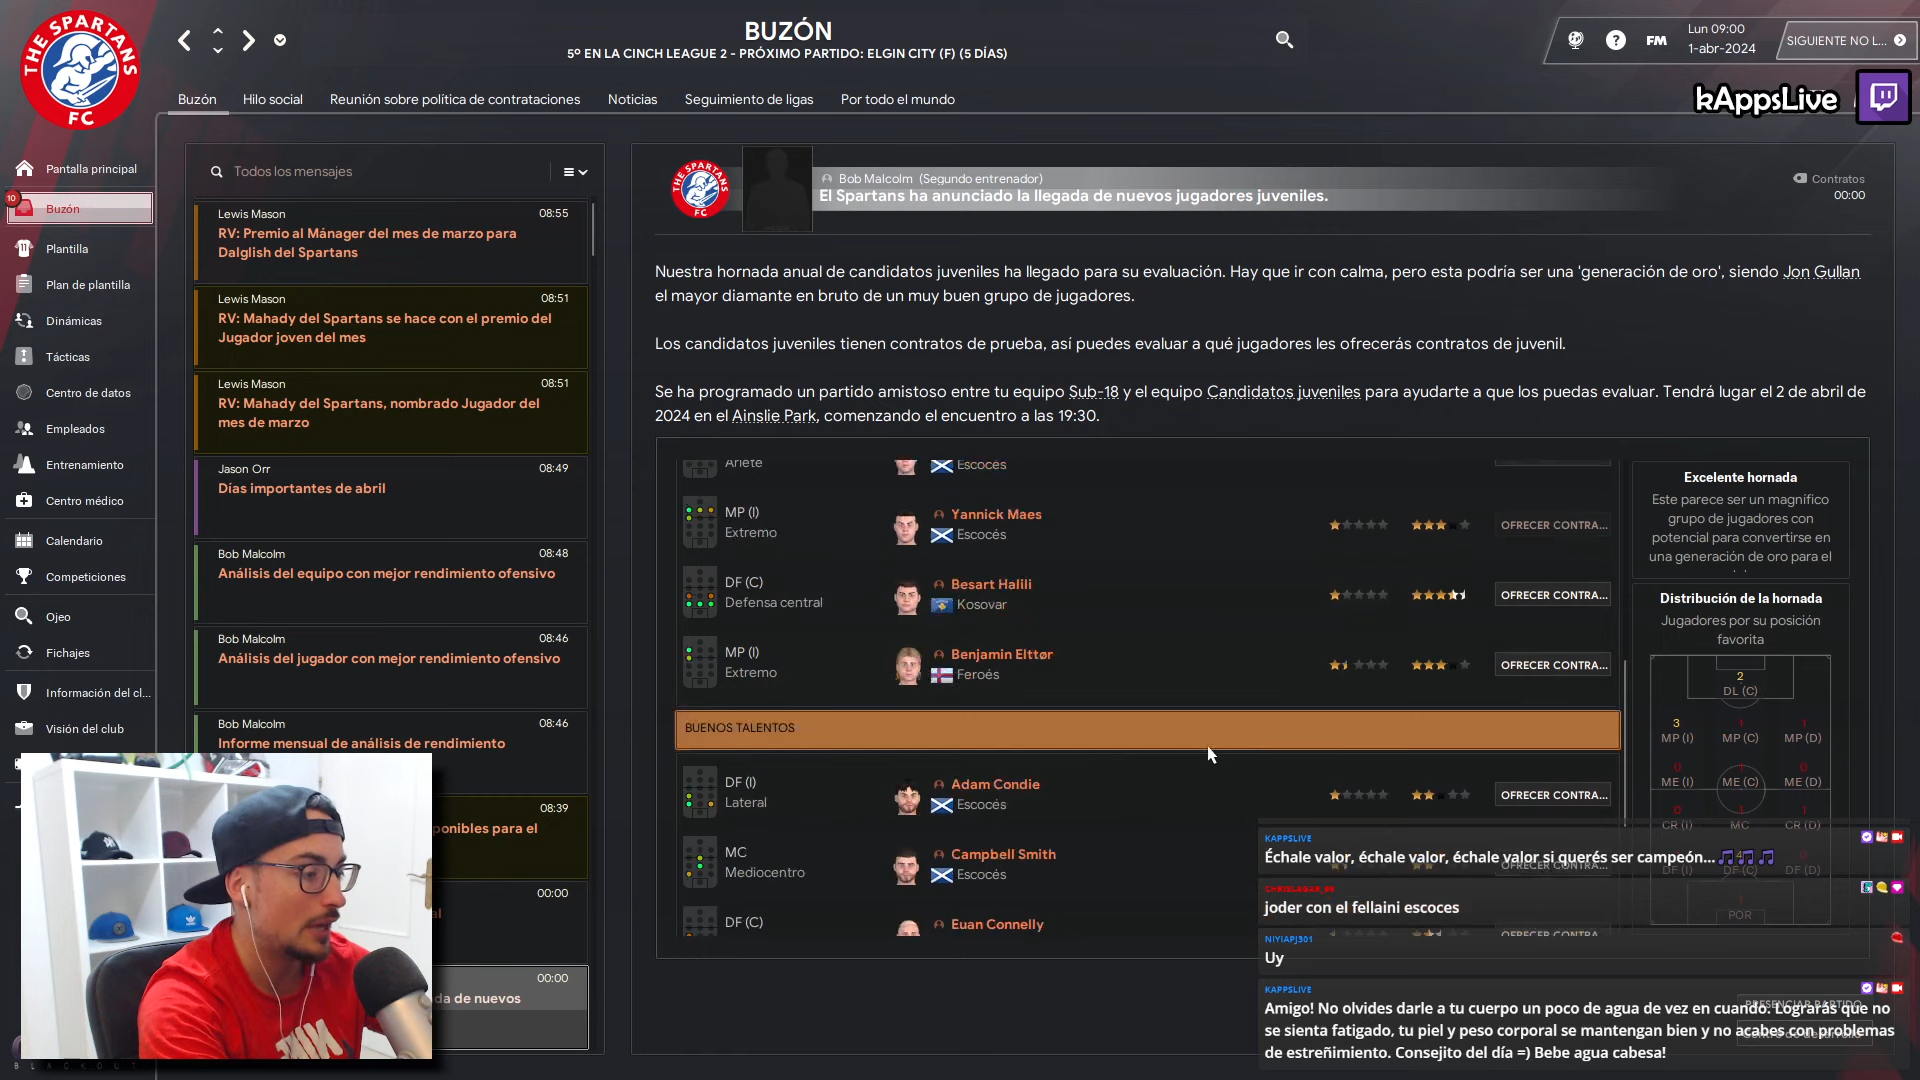 THE SPARTANS FC
BUZÓN
5º EN LA CINCH LEAGUE 2 - PRÓXIMO PARTIDO: ELGIN CITY (F) (5 DÍAS)
FM
Lun 09:00
1-abr-2024
SIGUIENTE NO L...
kAppsLive
Buzón
Hilo social
Reunión sobre política de contrataciones
Noticias
Seguimiento de ligas
Por todo el mundo
Pantalla principal
10
Buzón
Plantilla
Plan de plantilla
Dinámicas
Tácticas
Centro de datos
Empleados
Entrenamiento
Centro médico
Calendario
Competiciones
Ojeo
Fichajes
Información del cl...
Visión del club
Todos los mensajes
Lewis Mason 08:55
RV: Premio al Mánager del mes de marzo para
Dalglish del Spartans
Lewis Mason 08:51
RV: Mahady del Spartans se hace con el premio del
Jugador joven del mes
Lewis Mason 08:51
RV: Mahady del Spartans, nombrado Jugador del
mes de marzo
Jason Orr 08:49
Días importantes de abril
Bob Malcolm 08:48
Análisis del equipo con mejor rendimiento ofensivo
Bob Malcolm 08:46
Análisis del jugador con mejor rendimiento ofensivo
Bob Malcolm 08:46
Informe mensual de análisis de rendimiento
08:39
ponibles para el
00:00
al
00:00
da de nuevos
THE SPARTANS FC
Bob Malcolm (Segundo entrenador)
El Spartans ha anunciado la llegada de nuevos jugadores juveniles.
Contratos
00:00
Nuestra hornada anual de candidatos juveniles ha llegado para su evaluación. Hay que ir con calma, pero esta podría ser una 'generación de oro', siendo Jon Gullan
el mayor diamante en bruto de un muy buen grupo de jugadores.
Los candidatos juveniles tienen contratos de prueba, así puedes evaluar a qué jugadores les ofrecerás contratos de juvenil.
Se ha programado un partido amistoso entre tu equipo Sub-18 y el equipo Candidatos juveniles para ayudarte a que los puedas evaluar. Tendrá lugar el 2 de abril de
2024 en el Ainslie Park, comenzando el encuentro a las 19:30.
Ariete
Escocés
MP (I)
Extremo
Yannick Maes
Escocés
OFRECER CONTRA...
DF (C)
Defensa central
Besart Halili
Kosovar
OFRECER CONTRA...
MP (I)
Extremo
Benjamin Elttør
Feroés
OFRECER CONTRA...
BUENOS TALENTOS
DF (I)
Lateral
Adam Condie
Escocés
OFRECER CONTRA...
MC
Mediocentro
Campbell Smith
Escocés
OFRECER CONTRA...
DF (C)
Euan Connelly
OFRECER CONTRA...
Excelente hornada
Este parece ser un magnífico
grupo de jugadores con
potencial para convertirse en
una generación de oro para el
Distribución de la hornada
Jugadores por su posición
favorita
2
DL (C)
3 1 1
MP (I) MP (C) MP (D)
0 1 0
ME (I) ME (C) ME (D)
0 1 1
CR (I) MC CR (D)
DF (I) DF (C) DF (D)
POR
KAPPSLIVE
Échale valor, échale valor, échale valor si querés ser campeón... 🎵🎵🎵
joder con el fellaini escoces
NIYIAPJ301
Uy
KAPPSLIVE
Amigo! No olvides darle a tu cuerpo un poco de agua de vez en cuando. Lograrás que no
se sienta fatigado, tu piel y peso corporal se mantengan bien y no acabes con problemas
de estreñimiento. Consejito del día =) Bebe agua cabesa!
PRESENCIAR PARTIDO